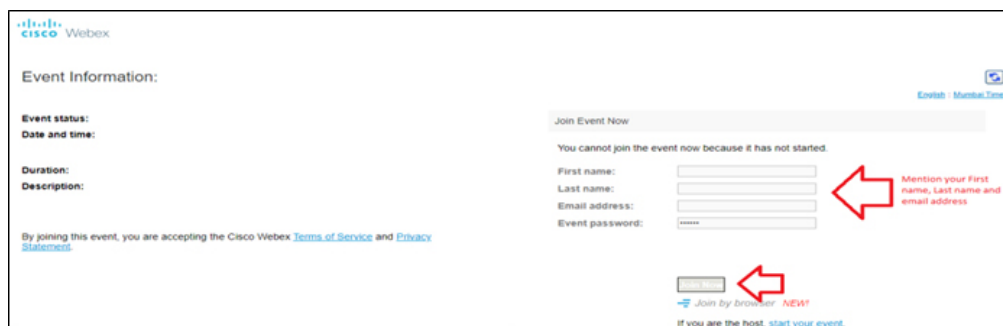 CISCO Webex
Event Information:
English : Mumbai Time
Event status:
Date and time:
Duration:
Description:
By joining this event, you are accepting the Cisco Webex Terms of Service and Privacy
Statement.
Join Event Now
You cannot join the event now because it has not started.
First name:
Last name:
Email address:
Event password:
Mention your First
name, Last name and
email address
Join Now
Join by browser NEW!
If you are the host, start your event.